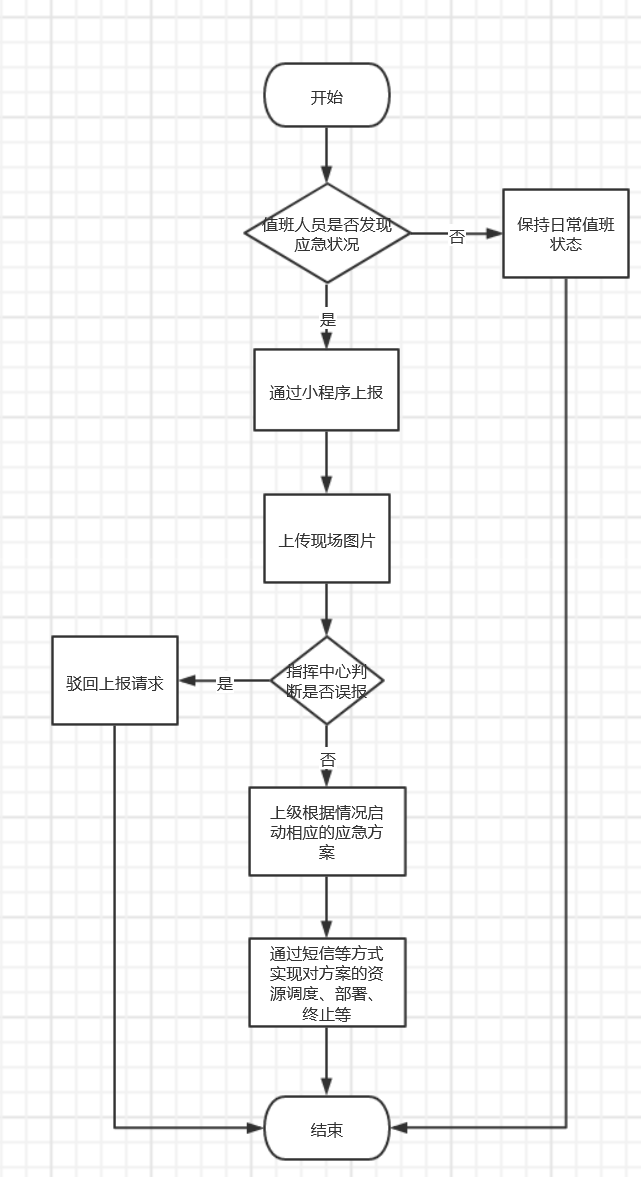 开始
值班人员是否发现
应急状况
否
保持日常值班
状态
是
通过小程序上报
上传现场图片
指挥中心判
断是否误报
是
驳回上报请求
否
上级根据情况启
动相应的应急方
案
通过短信等方式
实现对方案的资
源调度、部署、
终止等
结束